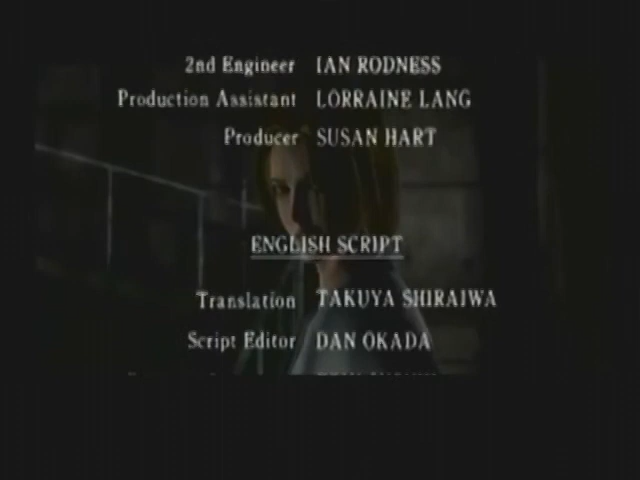 2nd Engineer IAN RODNESS
Production Assistant LORRAINE LANG
Producer SUSAN HART
ENGLISH SCRIPT
Translation TAKUYA SHIRAIWA
Script Editor DAN OKADA